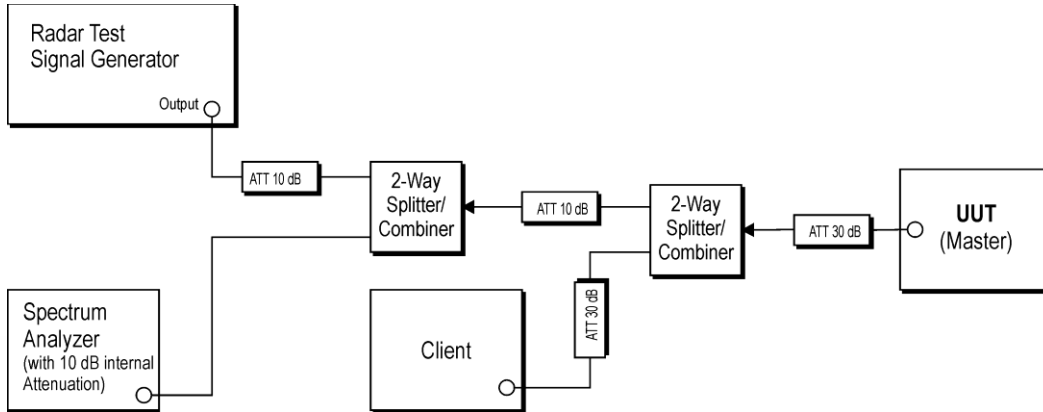 Radar Test
Signal Generator
Output
ATT 10 dB
2-Way
Splitter/
Combiner
ATT 10 dB
2-Way
Splitter/
Combiner
ATT 30 dB
UUT
(Master)
Spectrum
Analyzer
(with 10 dB internal
Attenuation)
Client
ATT 30 dB